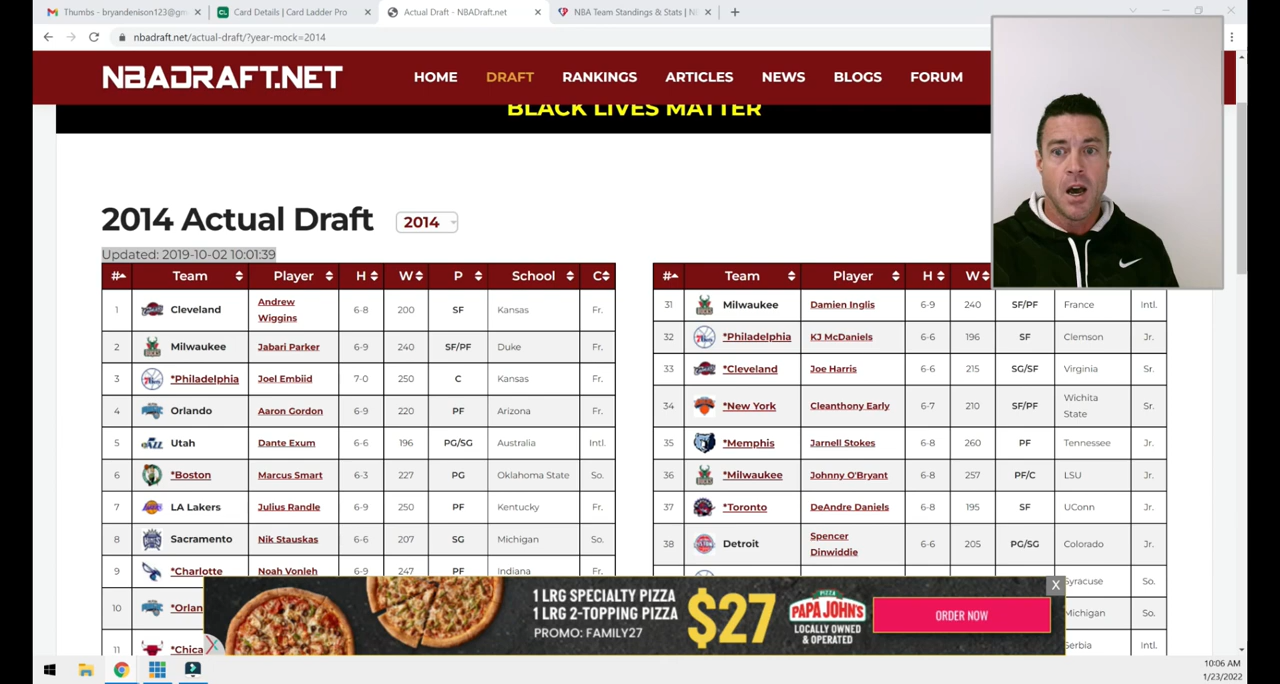 Thumbs - bryandenison123@gm
Card Details | Card Ladder Pro
Actual Draft - NBADraft.net
NBA Team Standings & Stats | N
nbadraft.net/actual-draft/?year-mock=2014
NBADRAFT.NET
HOME DRAFT RANKINGS ARTICLES NEWS BLOGS FORUM
BLACK LIVES MATTER
2014 Actual Draft 2014
Updated: 2019-10-02 10:01:39
# Team Player H W P School C
1 Cleveland Andrew Wiggins 6-8 200 SF Kansas Fr.
2 Milwaukee Jabari Parker 6-9 240 SF/PF Duke Fr.
3 *Philadelphia Joel Embiid 7-0 250 C Kansas Fr.
4 Orlando Aaron Gordon 6-9 220 PF Arizona Fr.
5 Utah Dante Exum 6-6 196 PG/SG Australia Intl.
6 *Boston Marcus Smart 6-3 227 PG Oklahoma State So.
7 LA Lakers Julius Randle 6-9 250 PF Kentucky Fr.
8 Sacramento Nik Stauskas 6-6 207 SG Michigan So.
9 *Charlotte Noah Vonleh 6-9 247 PF Indiana Fr.
10 *Orlan
11 *Chica
# Team Player H W
31 Milwaukee Damien Inglis 6-9 240 SF/PF France Intl.
32 *Philadelphia KJ McDaniels 6-6 196 SF Clemson Jr.
33 *Cleveland Joe Harris 6-6 215 SG/SF Virginia Sr.
34 *New York Cleanthony Early 6-7 210 SF/PF Wichita State Sr.
35 *Memphis Jarnell Stokes 6-8 260 PF Tennessee Jr.
36 *Milwaukee Johnny O'Bryant 6-8 257 PF/C LSU Jr.
37 *Toronto DeAndre Daniels 6-8 195 SF UConn Jr.
38 Detroit Spencer Dinwiddie 6-6 205 PG/SG Colorado Jr.
Syracuse So.
Michigan So.
Serbia Intl.
1 LRG SPECIALTY PIZZA
1 LRG 2-TOPPING PIZZA
PROMO: FAMILY27
$27
PIZZA
PAPA JOHN'S
LOCALLY OWNED
& OPERATED
ORDER NOW
X
10:06 AM
1/23/2022